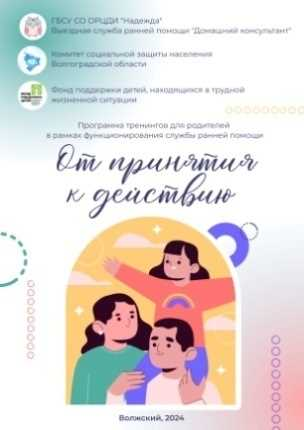 ГБСУ СО ОРЦДИ "Надежда"
Выездная служба ранней помощи "Домашний консультант"
Комитет социальной защиты населения
Волгоградской области
Фонд поддержки детей, находящихся в трудной
жизненной ситуации
Программа тренингов для родителей
в рамках функционирования службы ранней помощи
От принятия
к действию
Волжский, 2024